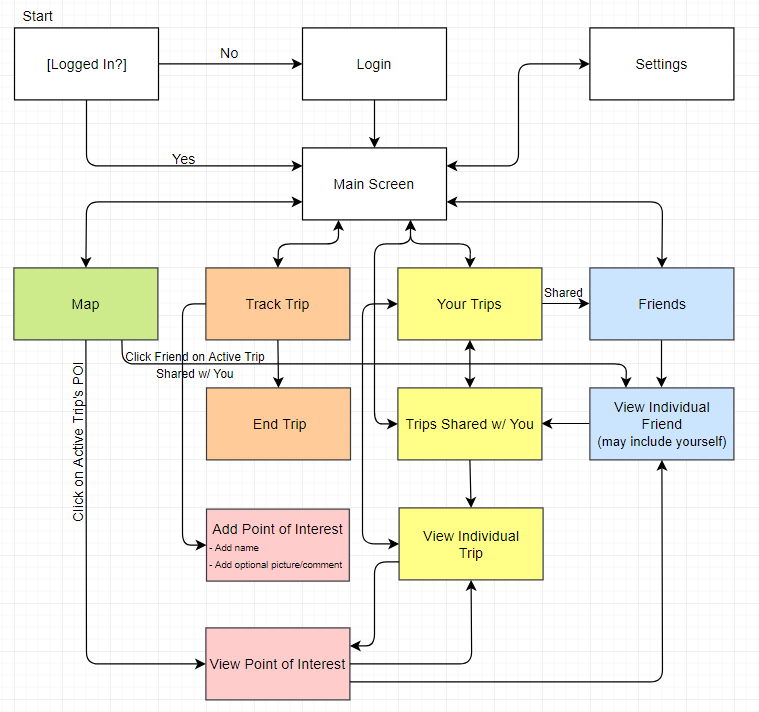 Start
[Logged In?]
No
Login
Settings
Yes
Main Screen
Map
Track Trip
Your Trips
Shared
Friends
Click Friend on Active Trip
Shared w/ You
Click on Active Trip's POI
End Trip
Trips Shared w/ You
View Individual
Friend
(may include yourself)
Add Point of Interest
- Add name
- Add optional picture/comment
View Individual
Trip
View Point of Interest